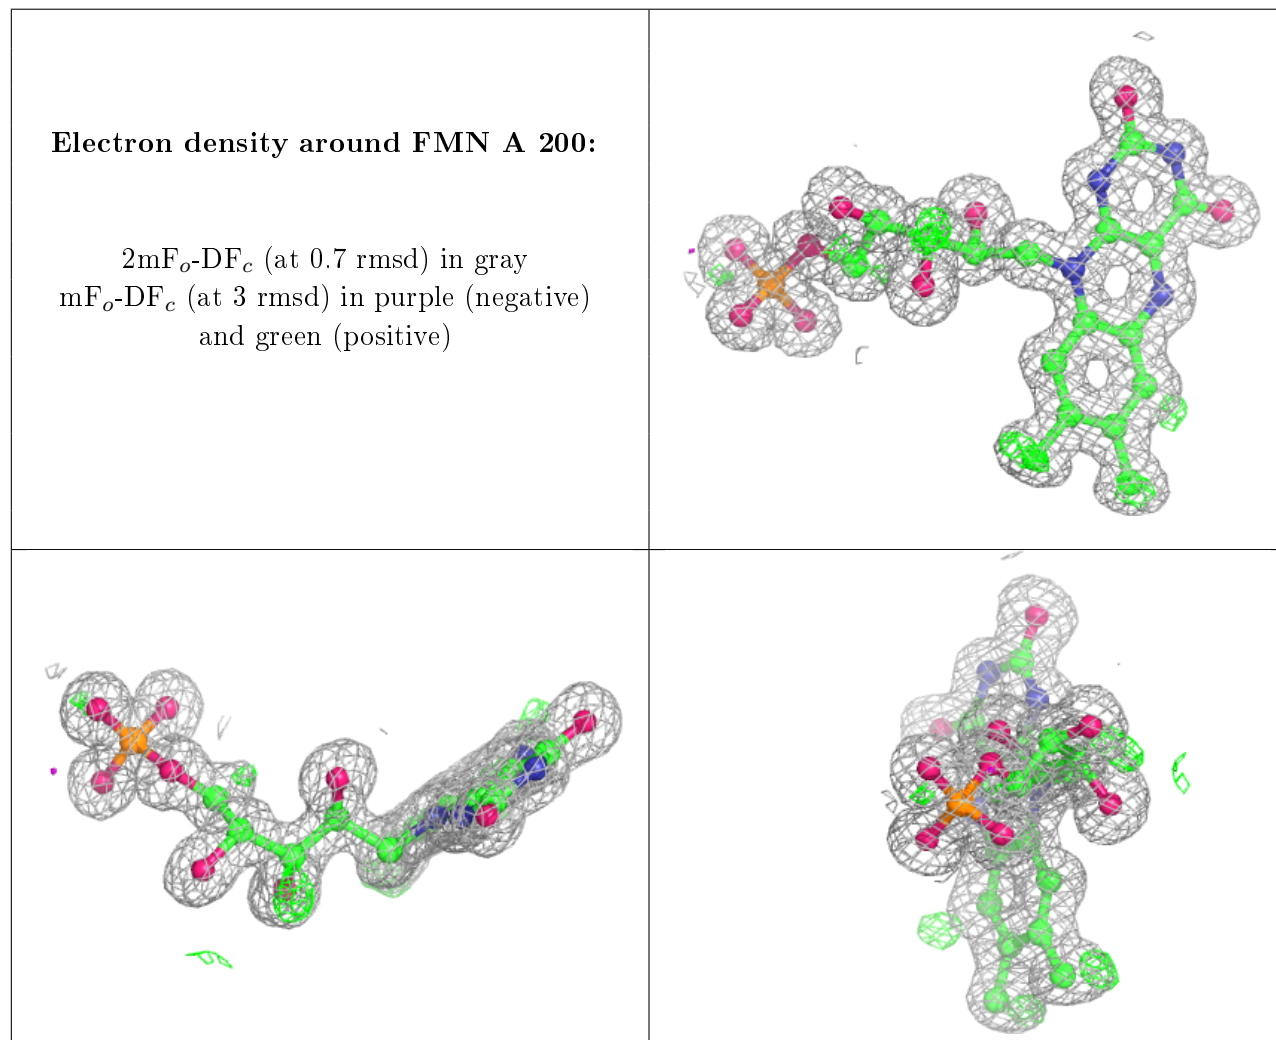 Electron density around FMN A 200:
2mFₒ-DF𝒸 (at 0.7 rmsd) in gray
mFₒ-DF𝒸 (at 3 rmsd) in purple (negative)
and green (positive)